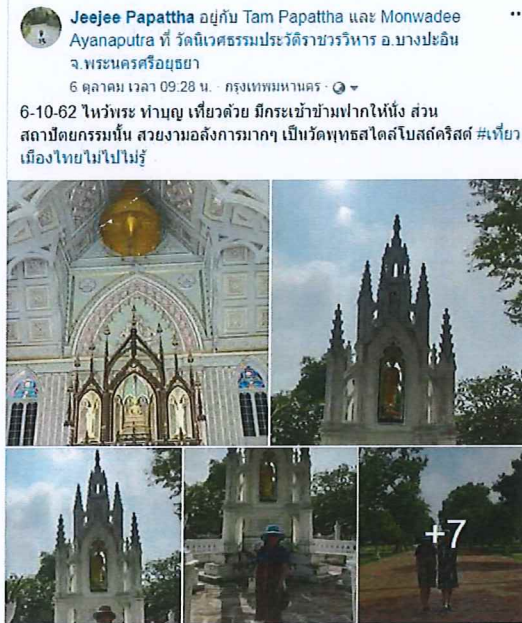 Jeejee Papattha อยู่กับ Tam Papattha และ Monwadee
Ayanaputra ที่ วัดนิเวศธรรมประวัติราชวรวิหาร อ.บางปะอิน
จ.พระนครศรีอยุธยา
6 ตุลาคม เวลา 09:28 น. · กรุงเทพมหานคร ·
6-10-62 ไหว้พระ ทำบุญ เที่ยวด้วย มีกระเช้าข้ามฟากให้นั่ง ส่วน
สถาปัตยกรรมนั้น สวยงามอลังการมากๆ เป็นวัดพุทธสไตล์โบสถ์คริสต์ #เที่ยว
เมืองไทยไม่ไปไม่รู้
+7